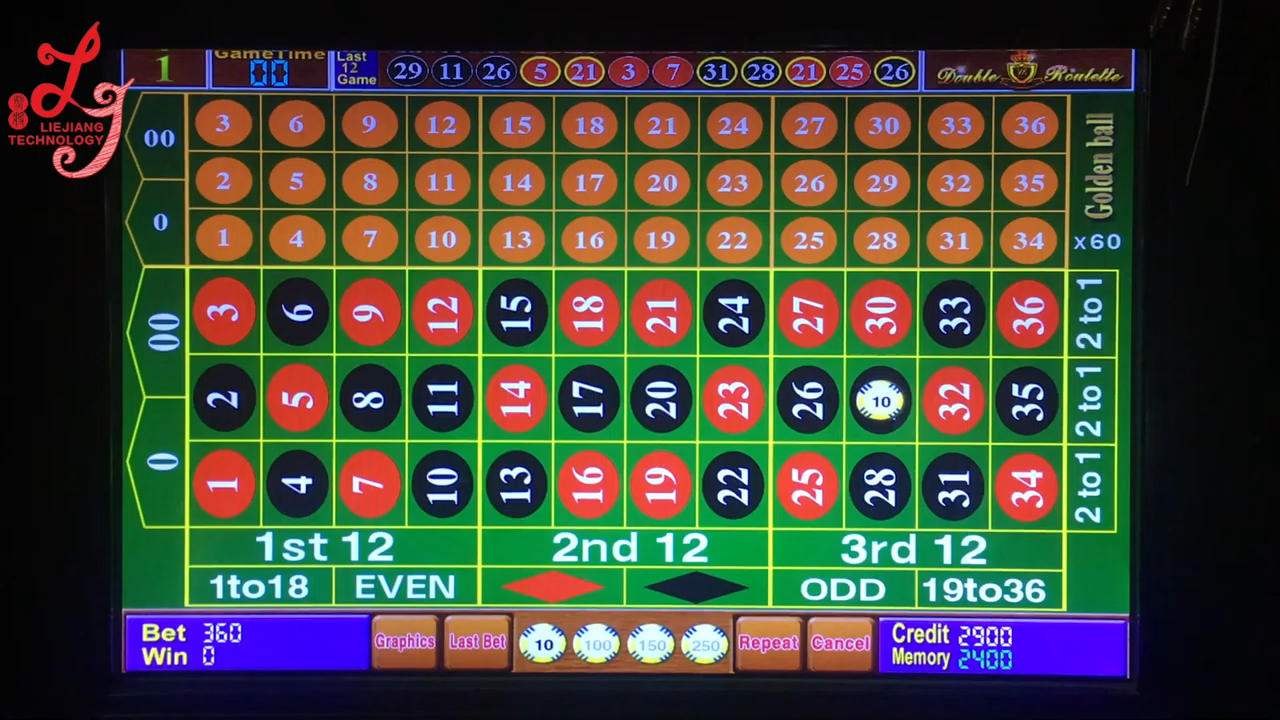 LIEJIANG
TECHNOLOGY
1
GameTime
00
Last
12
Game
29 11 26 5 21 3 7 31 28 21 25 26
Double Roulette
00 3 6 9 12 15 18 21 24 27 30 33 36
2 5 8 11 14 17 20 23 26 29 32 35
0 1 4 7 10 13 16 19 22 25 28 31 34
Golden ball
x60
00 3 6 9 12 15 18 21 24 27 30 33 36 2 to 1
2 5 8 11 14 17 20 23 26 10 32 35 2 to 1
0 1 4 7 10 13 16 19 22 25 28 31 34 2 to 1
1st 12 2nd 12 3rd 12
1to18 EVEN ODD 19to36
Bet 360
Win 0
Graphics Last Bet 10 100 150 250 Repeat Cancel
Credit 2900
Memory 2400